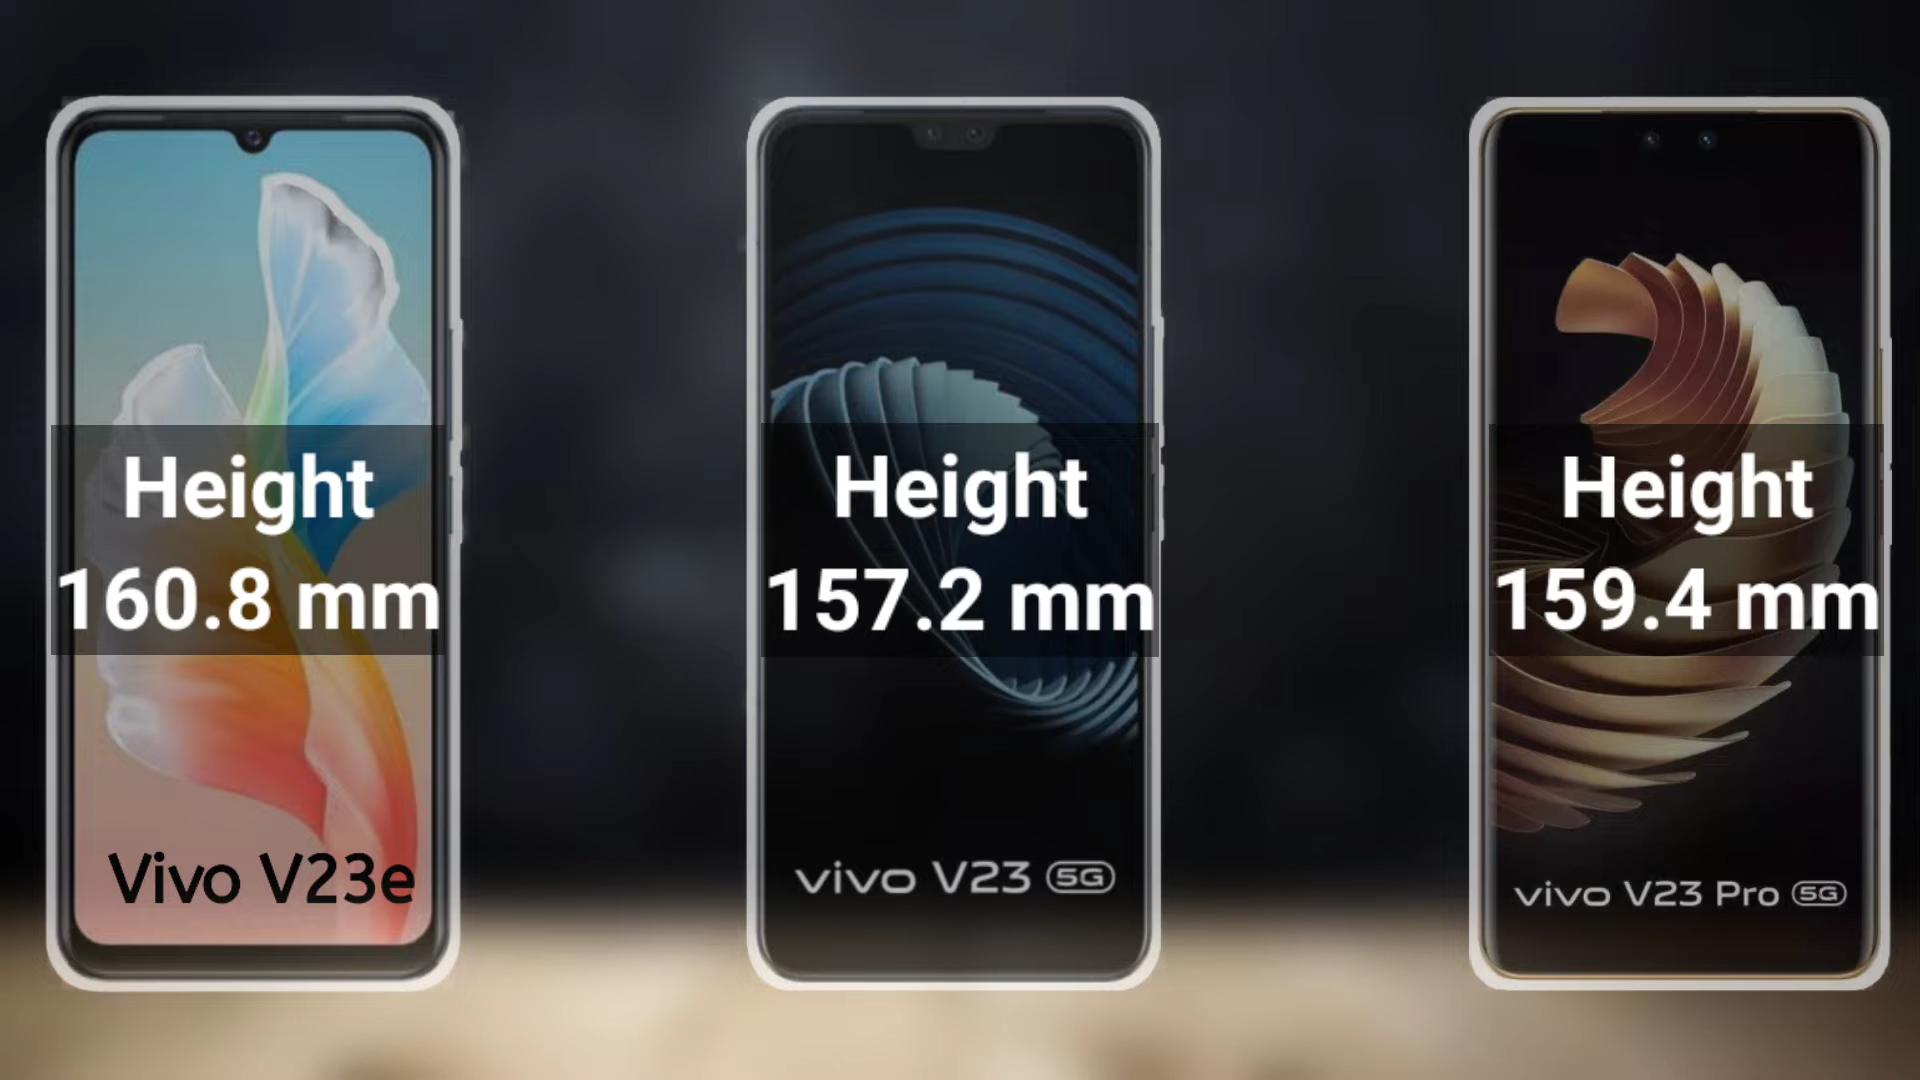 Height
160.8 mm
Vivo V23e
Height
157.2 mm
vivo V23 5G
Height
159.4 mm
vivo V23 Pro 5G